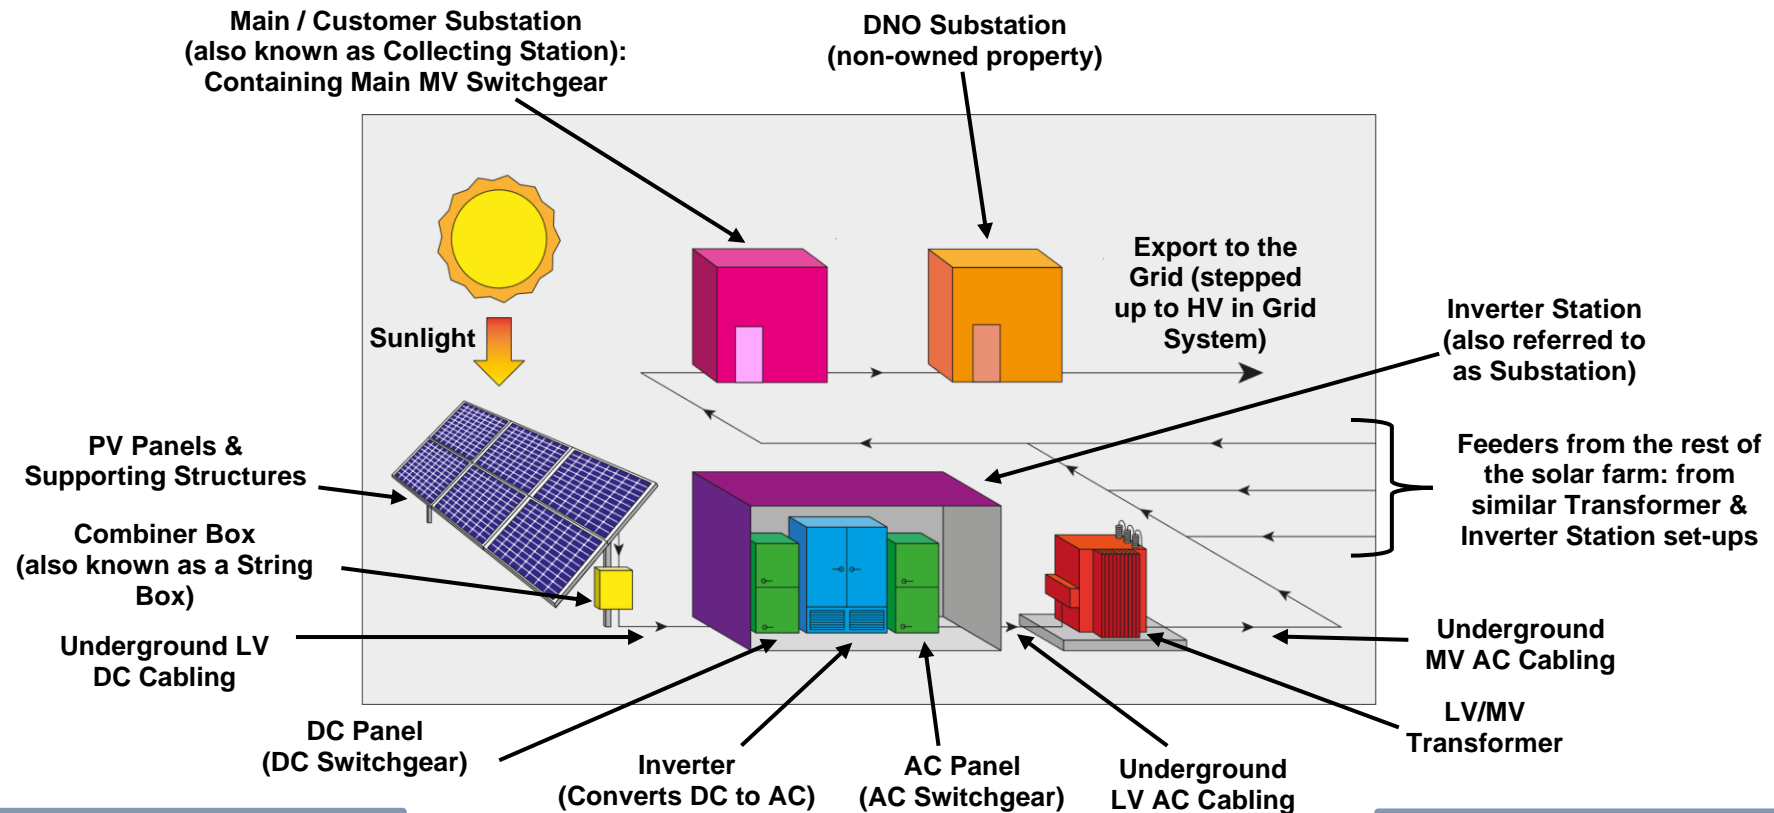 Main / Customer Substation
(also known as Collecting Station):
Containing Main MV Switchgear
DNO Substation
(non-owned property)
Export to the
Grid (stepped
up to HV in Grid
System)
Inverter Station
(also referred to
as Substation)
Sunlight
PV Panels &
Supporting Structures
Feeders from the rest of
the solar farm: from
similar Transformer &
Inverter Station set-ups
Combiner Box
(also known as a String
Box)
Underground LV
DC Cabling
Underground
MV AC Cabling
DC Panel
(DC Switchgear)
Inverter
(Converts DC to AC)
AC Panel
(AC Switchgear)
Underground
LV AC Cabling
LV/MV
Transformer